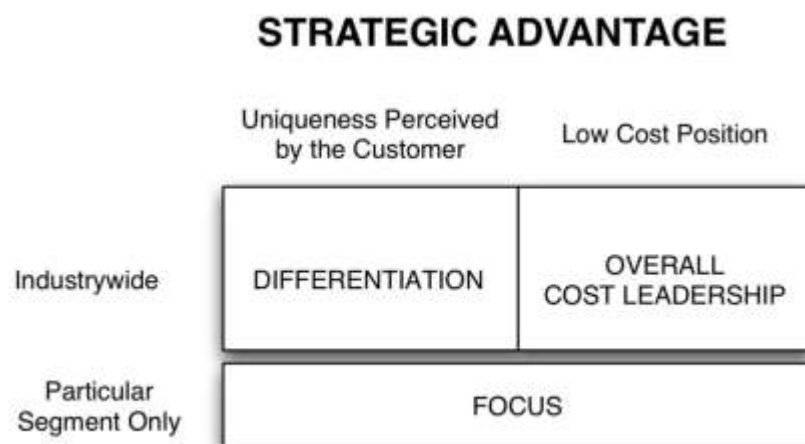 STRATEGIC ADVANTAGE
Uniqueness Perceived
by the Customer
Low Cost Position
Industrywide
DIFFERENTIATION
OVERALL
COST LEADERSHIP
Particular
Segment Only
FOCUS